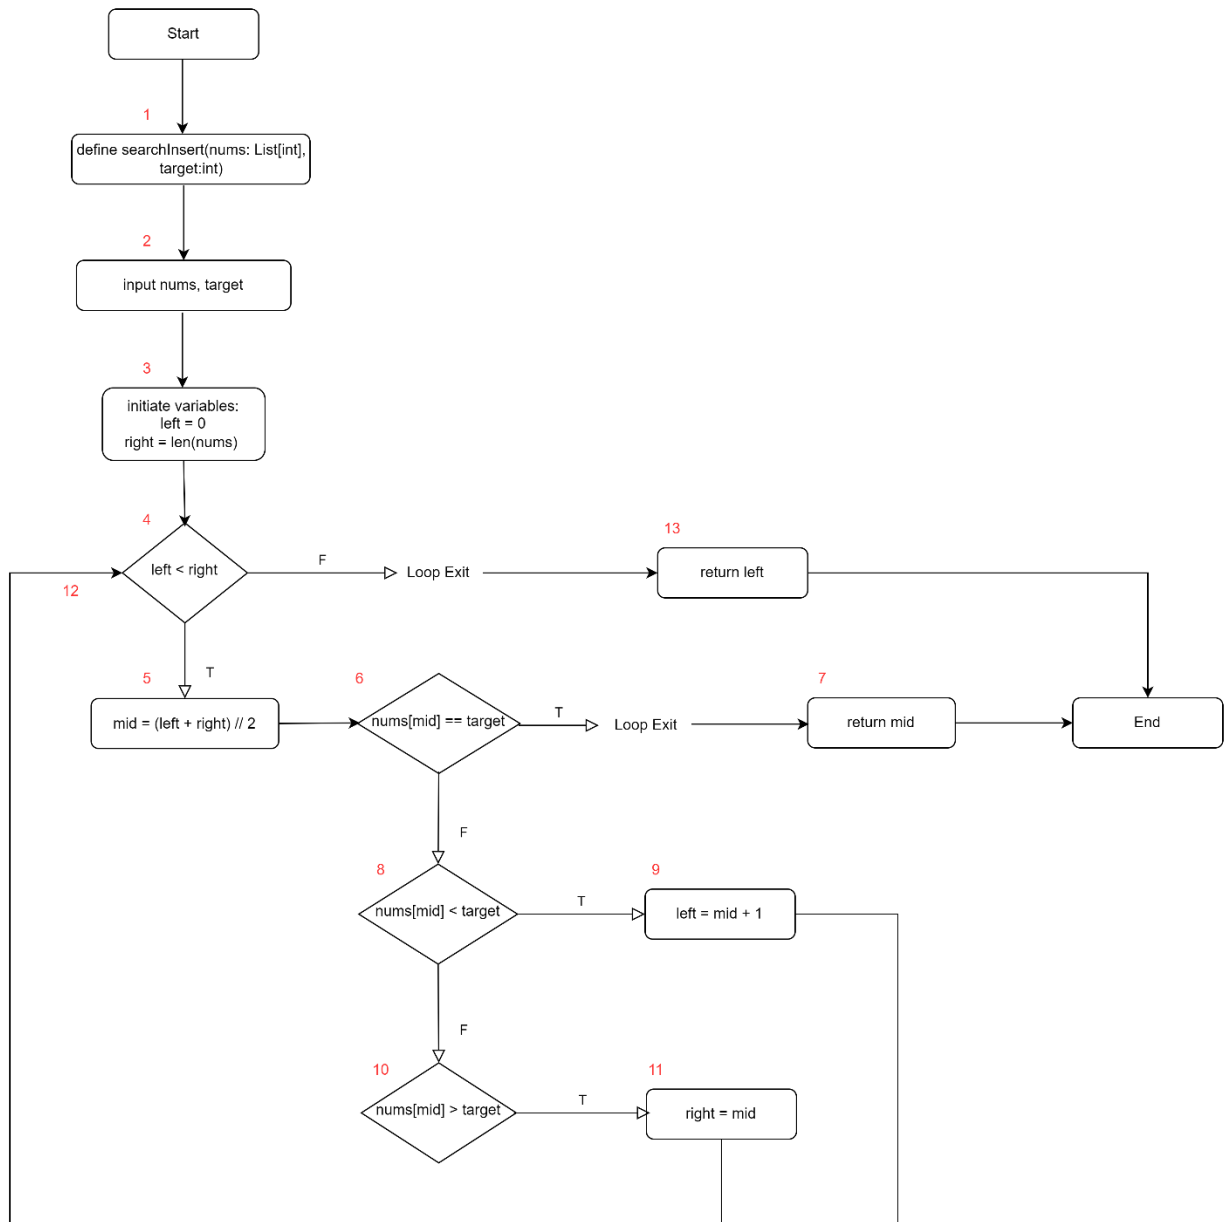 Start
1
define searchInsert(nums: List[int],
target:int)
2
input nums, target
3
initiate variables:
left = 0
right = len(nums)
4
left < right
F
Loop Exit
13
return left
12
T
5
mid = (left + right) // 2
6
nums[mid] == target
T
Loop Exit
7
return mid
End
F
8
nums[mid] < target
T
9
left = mid + 1
F
10
nums[mid] > target
T
11
right = mid